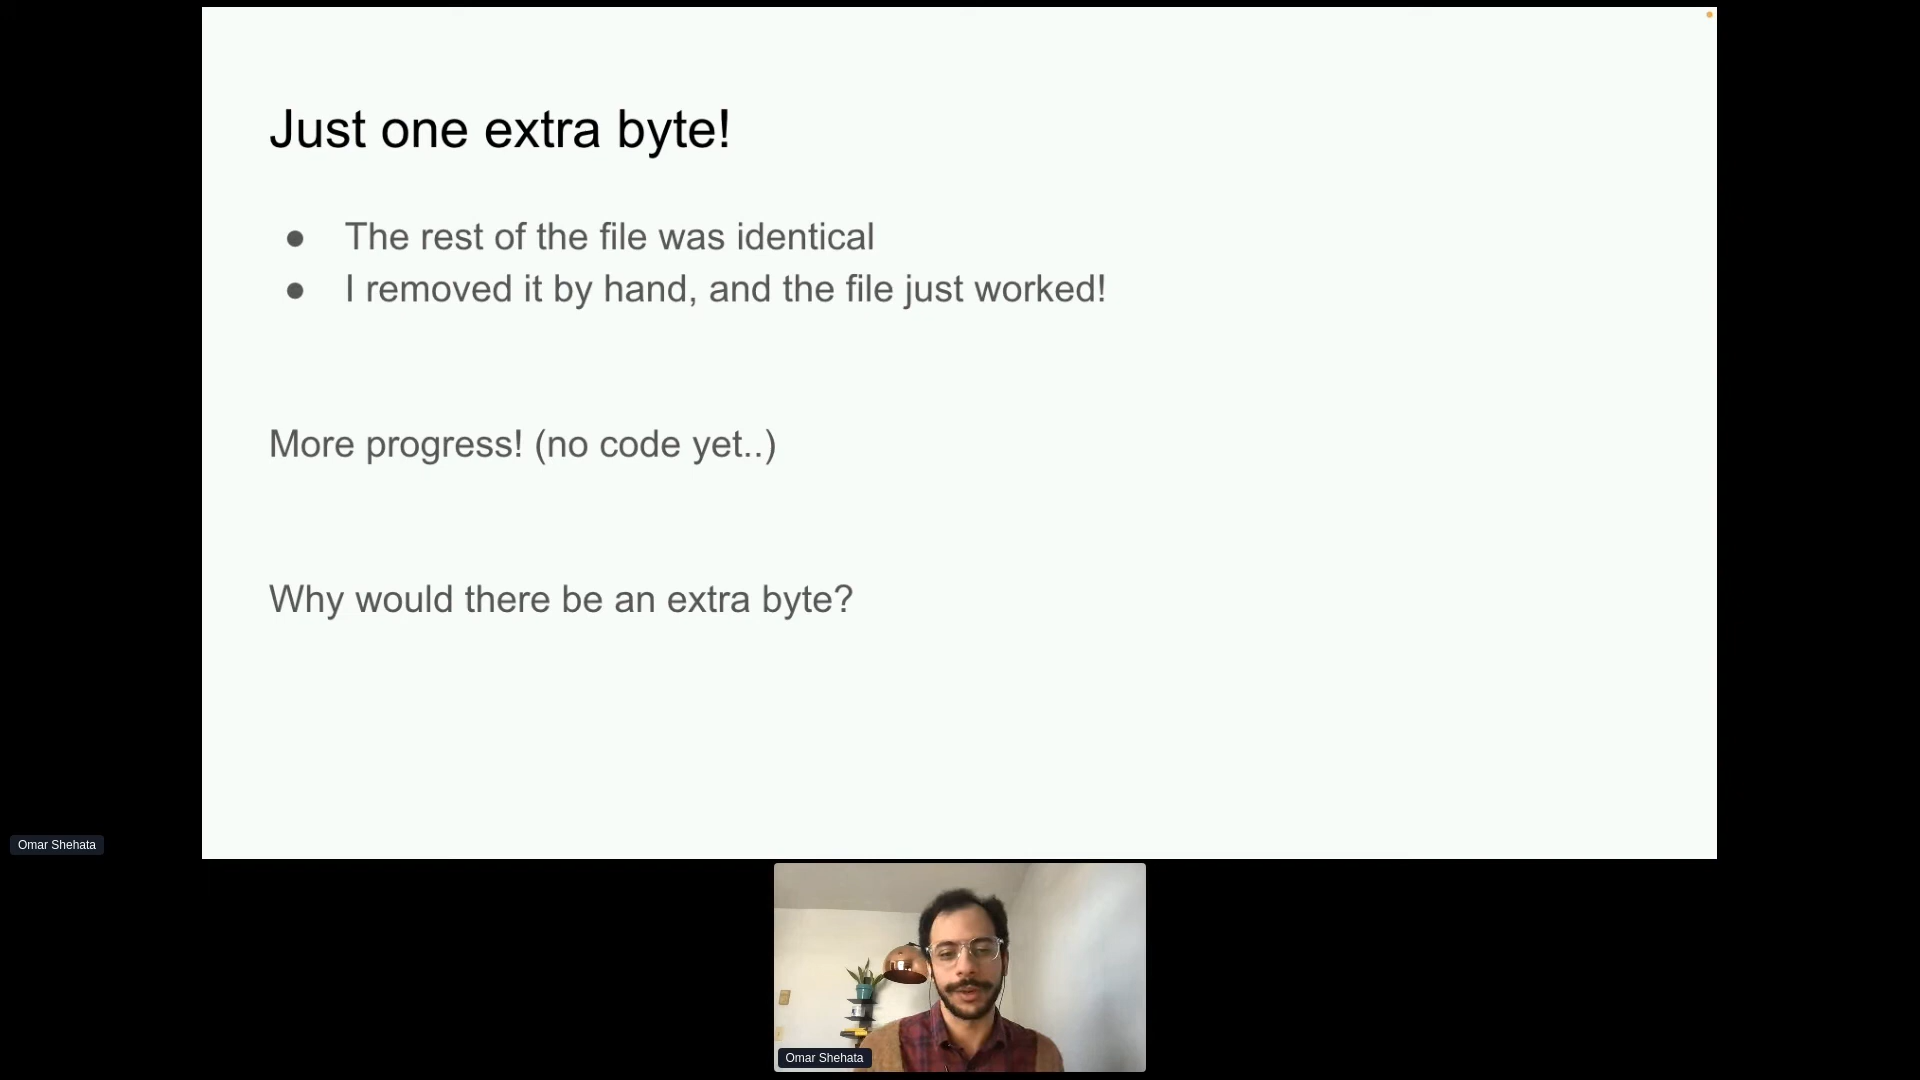 Just one extra byte!
● The rest of the file was identical
● I removed it by hand, and the file just worked!
More progress! (no code yet..)
Why would there be an extra byte?
Omar Shehata
Omar Shehata